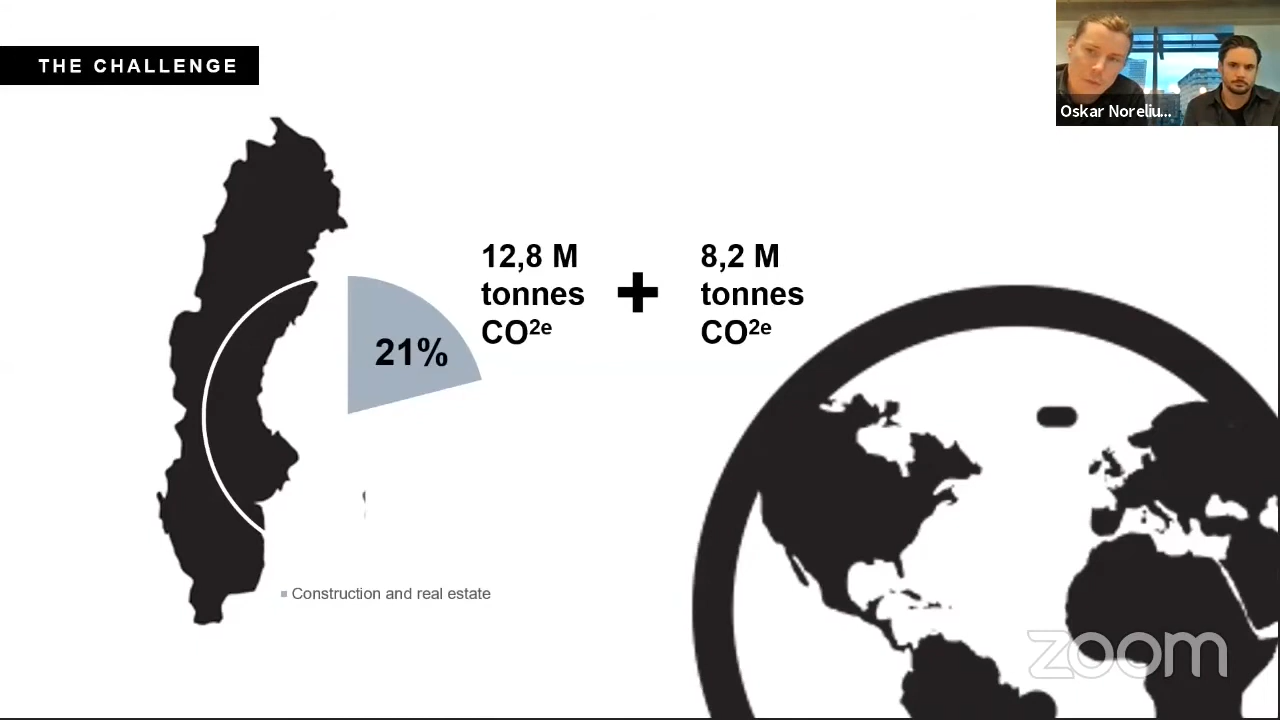 THE CHALLENGE
Oskar Noreliu...
12,8 M
tonnes
CO2e
+
8,2 M
tonnes
CO2e
21%
Construction and real estate
zoom